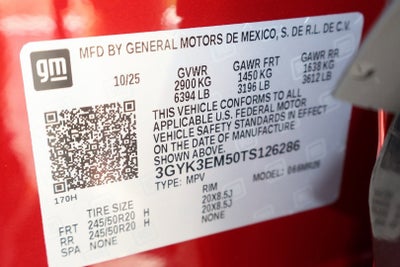 gm
MFD BY GENERAL MOTORS DE MEXICO, S. DE R.L. DE C.V.
10/25 GVWR GAWR FRT GAWR RR
2900 KG 1450 KG 1638 KG
6394 LB 3196 LB 3612 LB
THIS VEHICLE CONFORMS TO ALL
APPLICABLE U.S. FEDERAL MOTOR
VEHICLE SAFETY STANDARDS IN EFFECT
ON THE DATE OF MANUFACTURE
SHOWN ABOVE.
3GYK3EM50TS126286
170H TYPE: MPV MODEL: 066MR26
TIRE SIZE RIM
FRT 245/50R20 H 20X8.5J
RR 245/50R20 H 20X8.5J
SPA NONE NONE